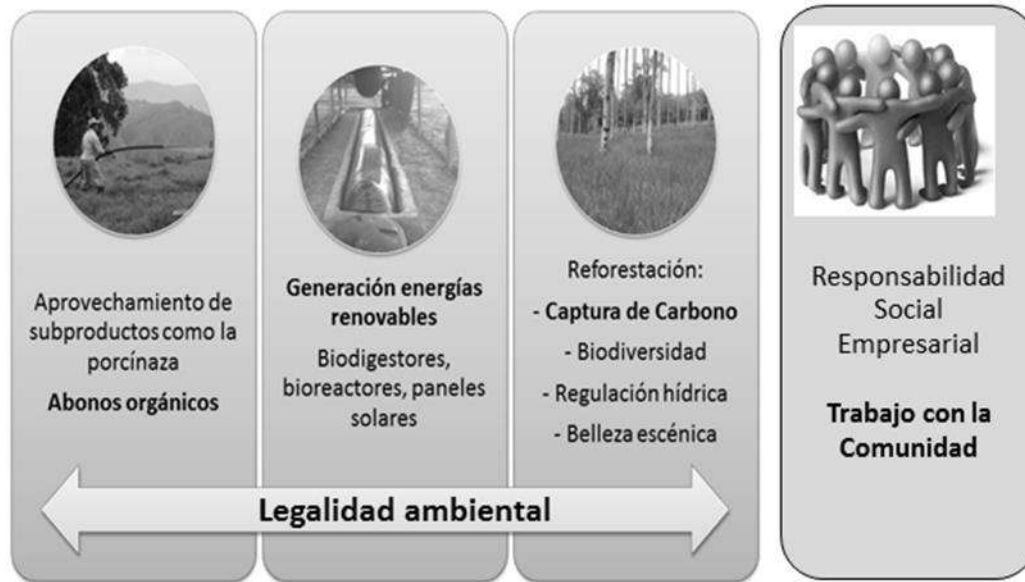 Aprovechamiento de
subproductos como la
porcínaza
Abonos orgánicos
Generación energías
renovables
Biodigestores,
bioreactores, paneles
solares
Reforestación:
- Captura de Carbono
- Biodiversidad
- Regulación hídrica
- Belleza escénica
Legalidad ambiental
Responsabilidad
Social
Empresarial
Trabajo con la
Comunidad